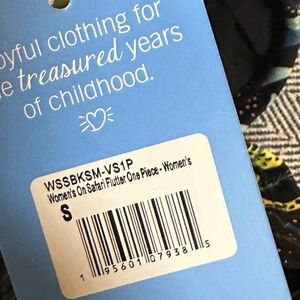 oyful clothing for
e treasured years
of childhood.
WSSBKSM-VS1P
Women's On Safari Flutter One Piece - Women's
S
1 95601 07938 5